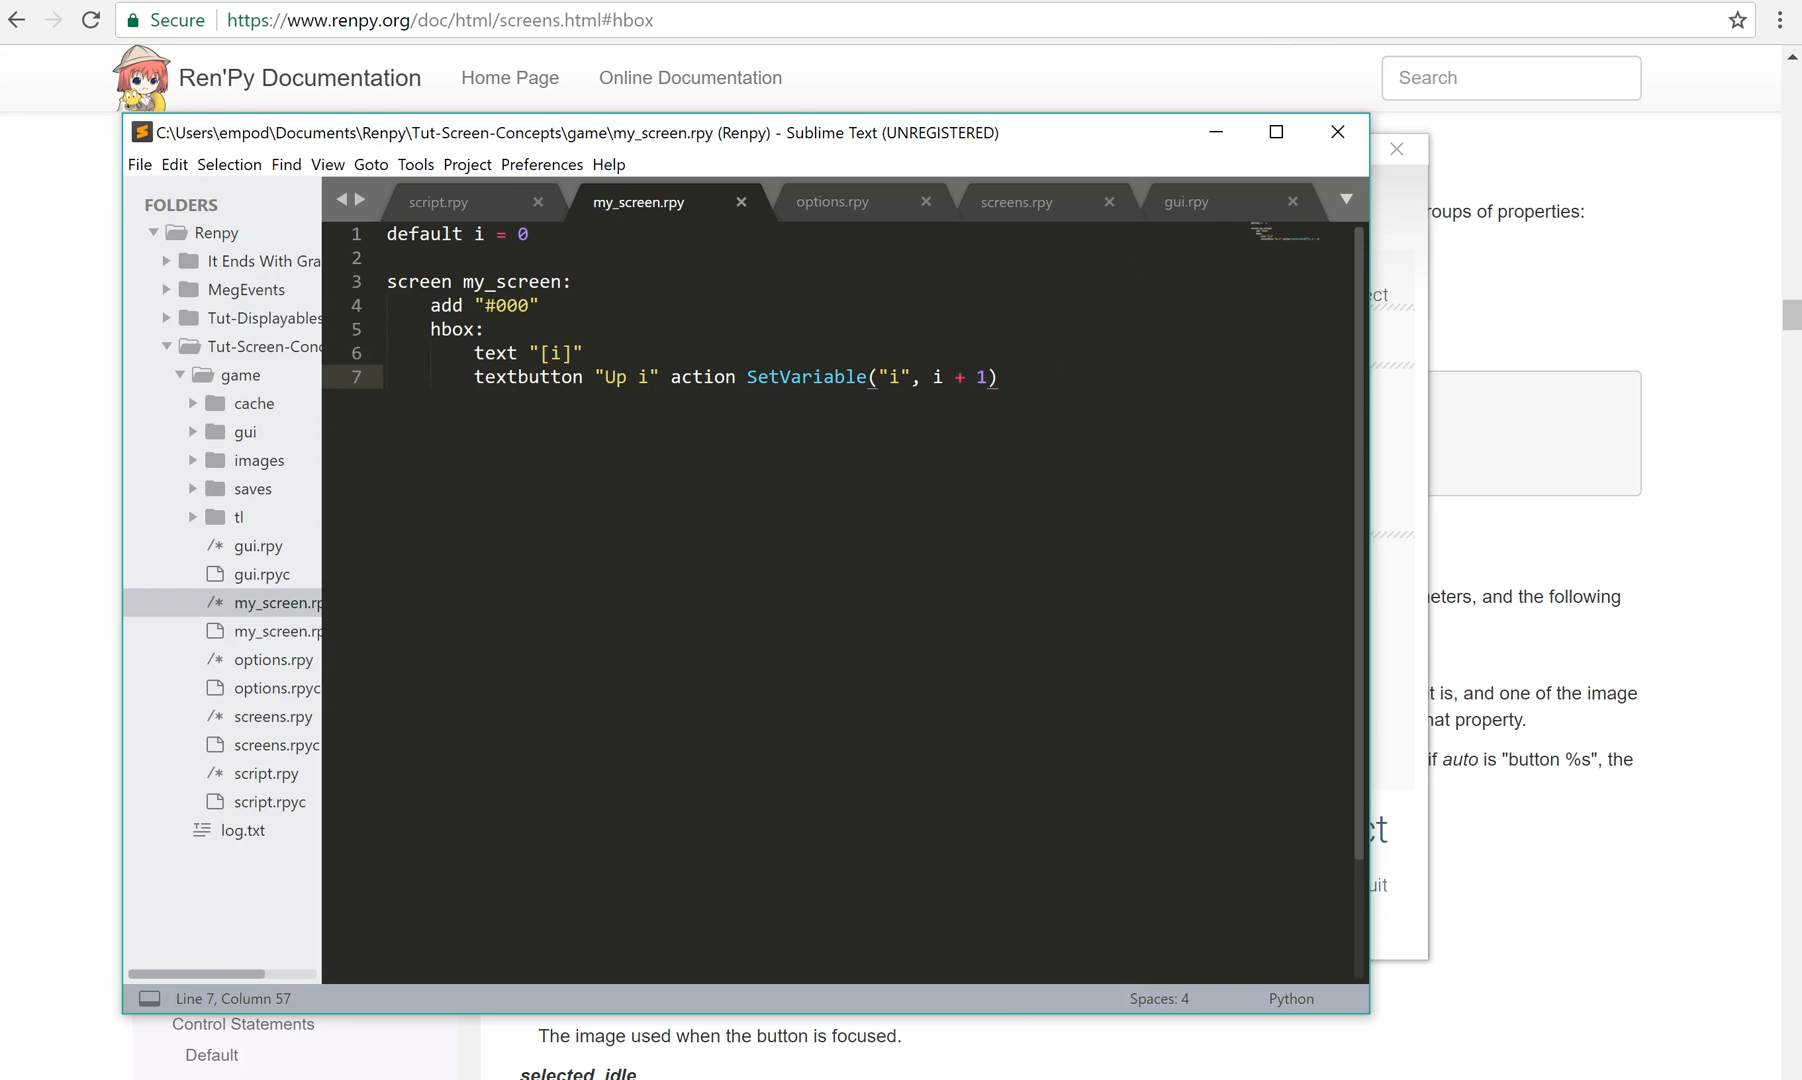 Secure https://www.renpy.org/doc/html/screens.html#hbox
Ren'Py Documentation Home Page Online Documentation Search
C:\Users\empod\Documents\Renpy\Tut-Screen-Concepts\game\my_screen.rpy (Renpy) - Sublime Text (UNREGISTERED)
File Edit Selection Find View Goto Tools Project Preferences Help
FOLDERS
Renpy
It Ends With Gra
MegEvents
Tut-Displayables
Tut-Screen-Conc
game
cache
gui
images
saves
tl
/* gui.rpy
gui.rpyc
/* my_screen.rp
my_screen.rp
/* options.rpy
options.rpyc
/* screens.rpy
screens.rpyc
/* script.rpy
script.rpyc
log.txt
script.rpy my_screen.rpy options.rpy screens.rpy gui.rpy
1 default i = 0
2
3 screen my_screen:
4 add "#000"
5 hbox:
6 text "[i]"
7 textbutton "Up i" action SetVariable("i", i + 1)
Line 7, Column 57 Spaces: 4 Python
roups of properties:
ect
eters, and the following
t is, and one of the image
hat property.
if auto is "button %s", the
ct
uit
Control Statements
Default
The image used when the button is focused.
selected_idle